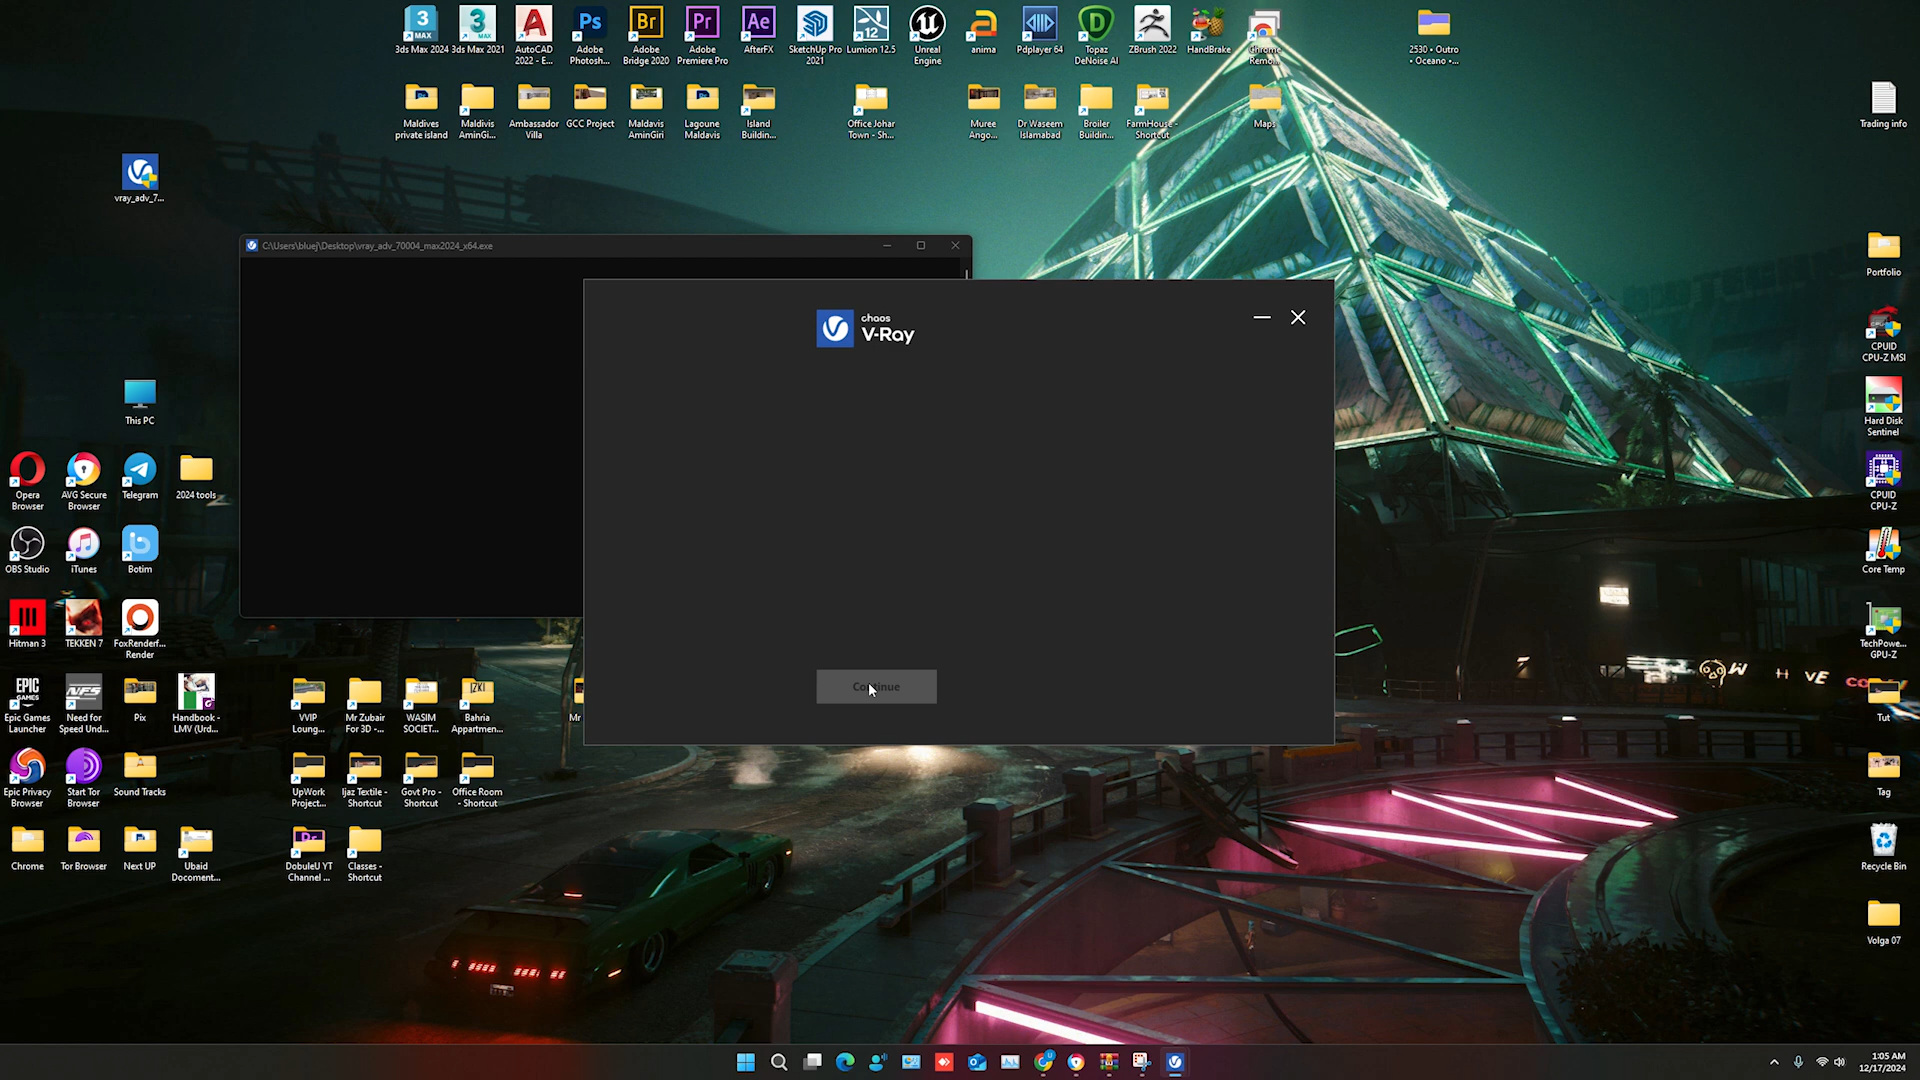 3ds Max 2024
3ds Max 2021
AutoCAD
2022 - E...
Adobe
Photosh...
Adobe
Bridge 2020
Adobe
Premiere Pro
AfterFX
SketchUp Pro
2021
Lumion 12.5
Unreal
Engine
anima
Pdplayer 64
Topaz
DeNoise AI
ZBrush 2022
HandBrake
Chrome
Remo...
2530 • Outro
• Oceano •...
Maldives
private island
Maldivis
AminGi...
Ambassador
Villa
GCC Project
Maldavis
AminGiri
Lagoune
Maldavis
Island
Buildin...
Office Johar
Town - Sh...
Muree
Ango...
Dr Waseem
Islamabad
Broiler
Buildin...
FarmHouse -
Shortcut
Maps
Trading info
vray_adv_7...
C:\Users\bluej\Desktop\vray_adv_70004_max2024_x64.exe
Portfolio
chaos
V-Ray
CPUID
CPU-Z MSI
This PC
Hard Disk
Sentinel
Opera
Browser
AVG Secure
Browser
Telegram
2024 tools
CPUID
CPU-Z
OBS Studio
iTunes
Botim
Core Temp
Hitman 3
TEKKEN 7
FoxRenderf...
Render
TechPowe...
GPU-Z
Continue
Epic Games
Launcher
Need for
Speed Und...
Pix
Handbook -
LMV (Urd...
VVIP
Loung...
Mr Zubair
For 3D -...
WASIM
SOCIET...
Bahria
Appartmen...
Mr
Tut
Epic Privacy
Browser
Start Tor
Browser
Sound Tracks
UpWork
Project...
Ijaz Textile -
Shortcut
Govt Pro -
Shortcut
Office Room
- Shortcut
Tag
Chrome
Tor Browser
Next UP
Ubaid
Docoment...
DobuleU YT
Channel ...
Classes -
Shortcut
Recycle Bin
Volga 07
1:05 AM
12/17/2024